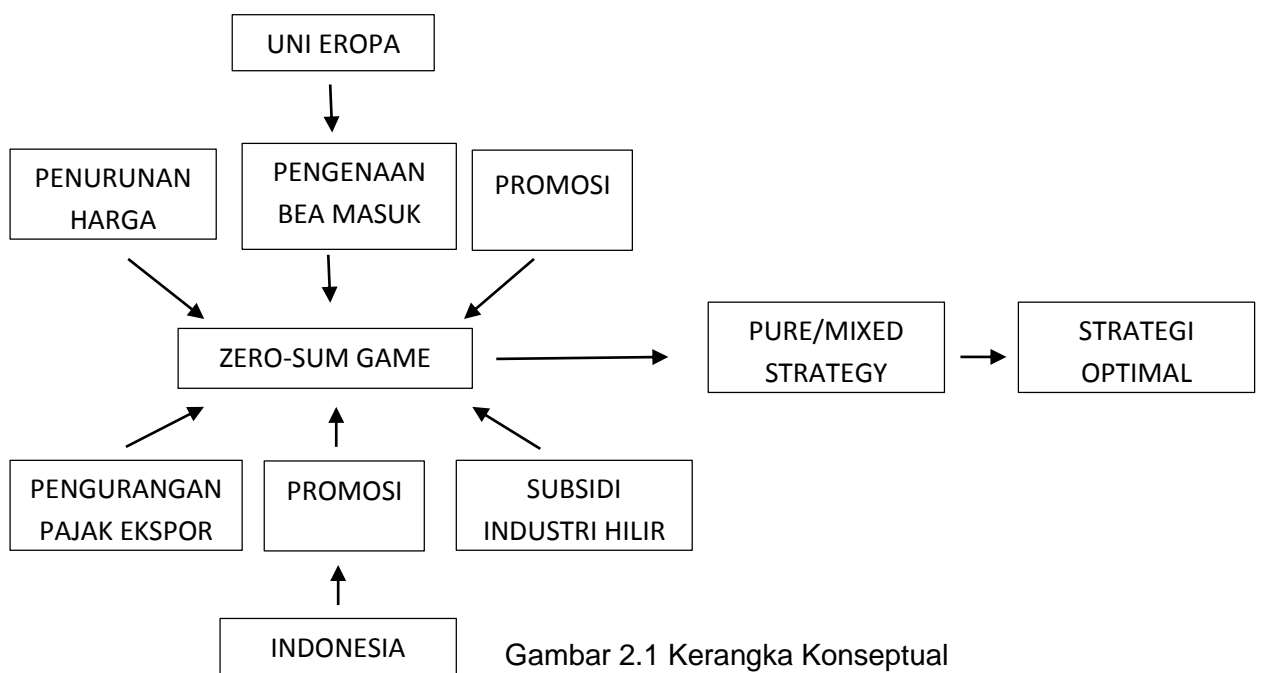 UNI EROPA
PENURUNAN
HARGA
PENGENAAN
BEA MASUK
PROMOSI
ZERO-SUM GAME
PURE/MIXED
STRATEGY
STRATEGI
OPTIMAL
PENGURANGAN
PAJAK EKSPOR
PROMOSI
SUBSIDI
INDUSTRI HILIR
INDONESIA
Gambar 2.1 Kerangka Konseptual